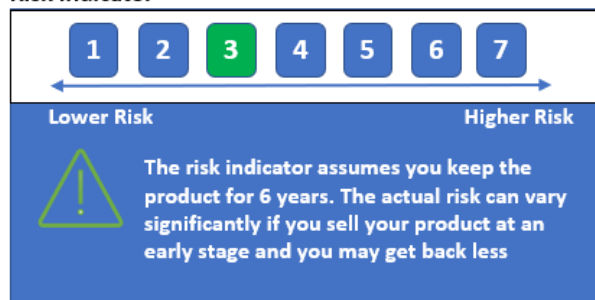 1 2 3 4 5 6 7
Lower Risk Higher Risk
The risk indicator assumes you keep the
product for 6 years. The actual risk can vary
significantly if you sell your product at an
early stage and you may get back less